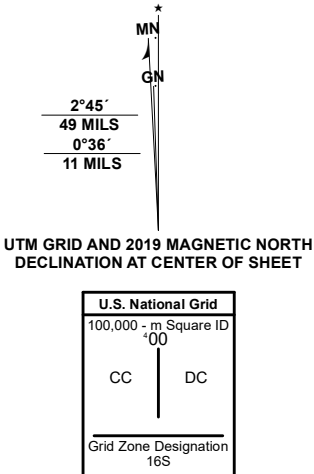 ★
MN
GN
2°45´
49 MILS
0°36´
11 MILS
UTM GRID AND 2019 MAGNETIC NORTH
DECLINATION AT CENTER OF SHEET
U.S. National Grid
100,000 - m Square ID
⁴00
CC DC
Grid Zone Designation
16S